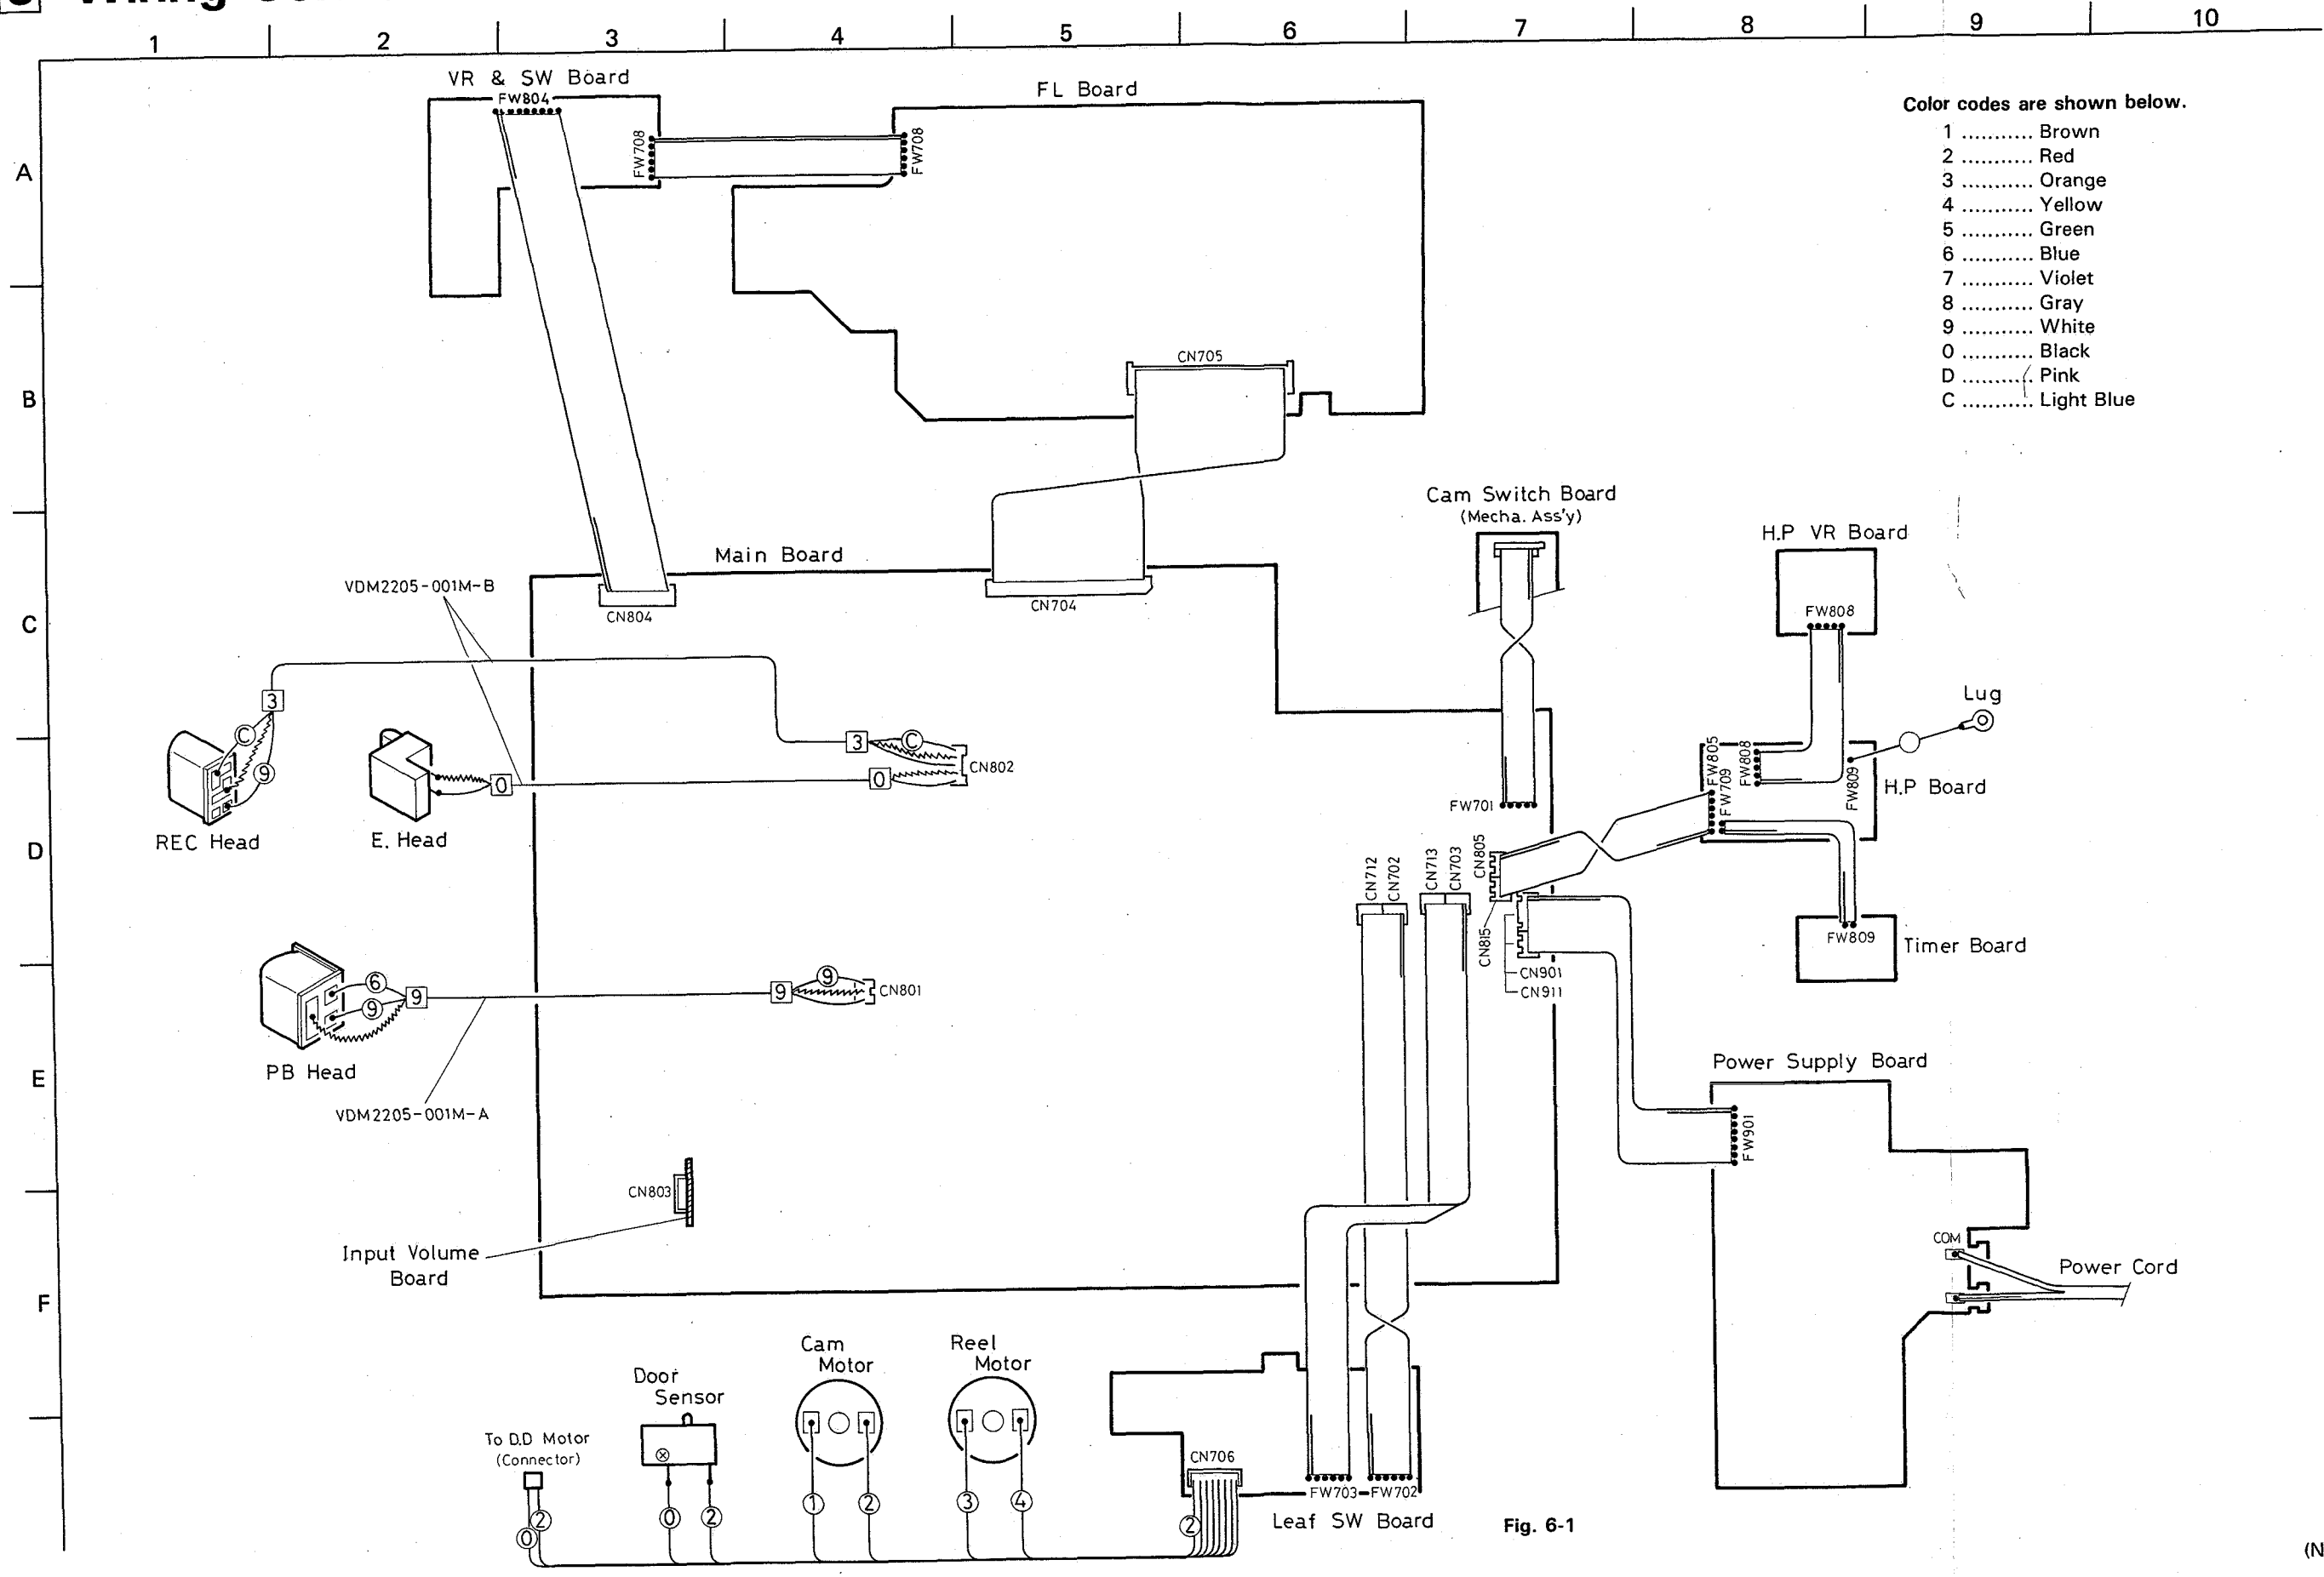 1 2 3 4 5 6 7 8 9 10
A
B
C
D
E
F
VR & SW Board
FW804
FW708
FW708
FL Board
Color codes are shown below.
1 ........... Brown
2 ........... Red
3 ........... Orange
4 ........... Yellow
5 ........... Green
6 ........... Blue
7 ........... Violet
8 ........... Gray
9 ........... White
0 ........... Black
D ........... Pink
C ........... Light Blue
CN705
Cam Switch Board
(Mecha. Ass'y)
H.P VR Board
FW808
Main Board
CN804
CN704
VDM2205-001M-B
3
C
9
REC Head
E. Head
0
3
C
0
CN802
FW701
Lug
FW805
FW709
FW808
FW809
H.P Board
CN712
CN702
CN713
CN703
CN805
CN815
CN901
CN911
FW809
Timer Board
6
9
9
PB Head
9
9
CN801
VDM2205-001M-A
Power Supply Board
FW901
CN803
Input Volume
Board
COM
Power Cord
Cam
Motor
Reel
Motor
Door
Sensor
To D.D Motor
(Connector)
0
2
0
2
1
2
3
4
CN706
2
FW703
FW702
Leaf SW Board
Fig. 6-1
(N